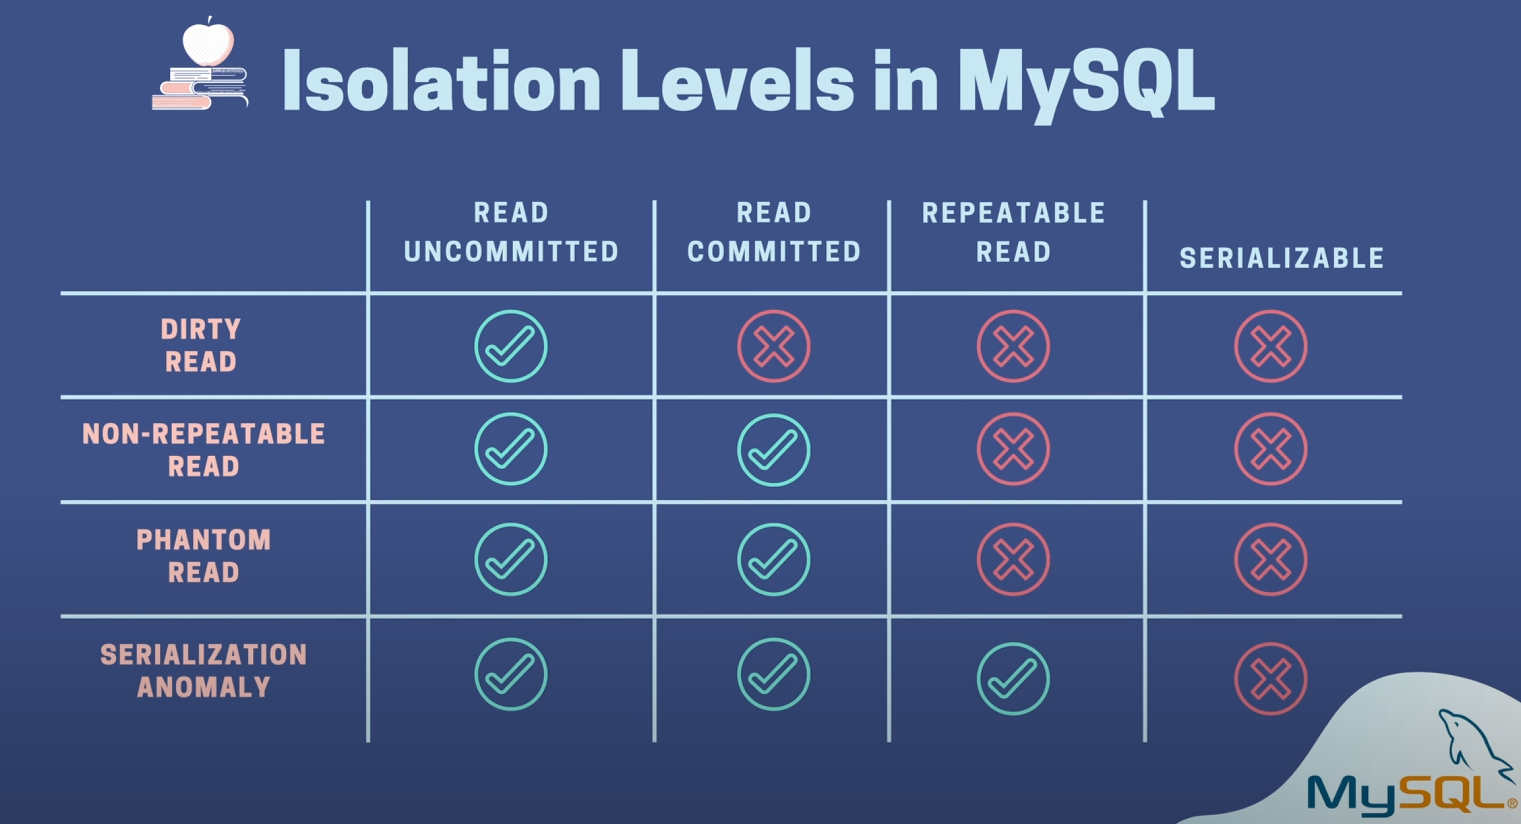 Isolation Levels in MySQL
READ
UNCOMMITTED
READ
COMMITTED
REPEATABLE
READ
SERIALIZABLE
DIRTY
READ
NON-REPEATABLE
READ
PHANTOM
READ
SERIALIZATION
ANOMALY
MySQL®